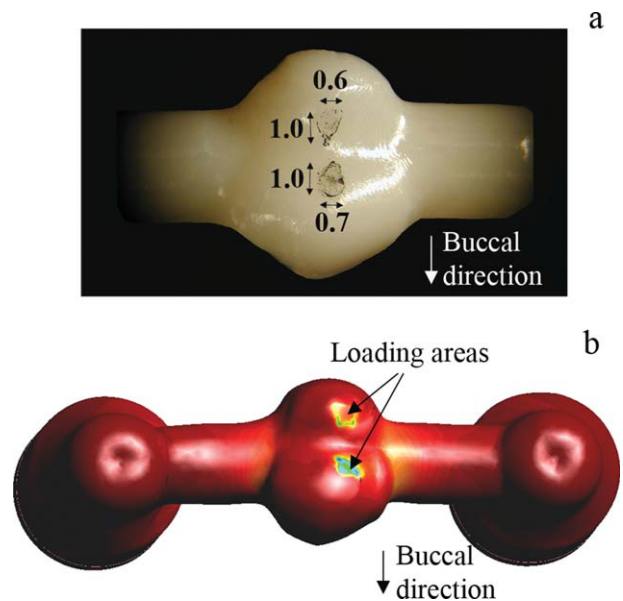 a
0.6
1.0
1.0
0.7
Buccal
direction
b
Loading areas
Buccal
direction